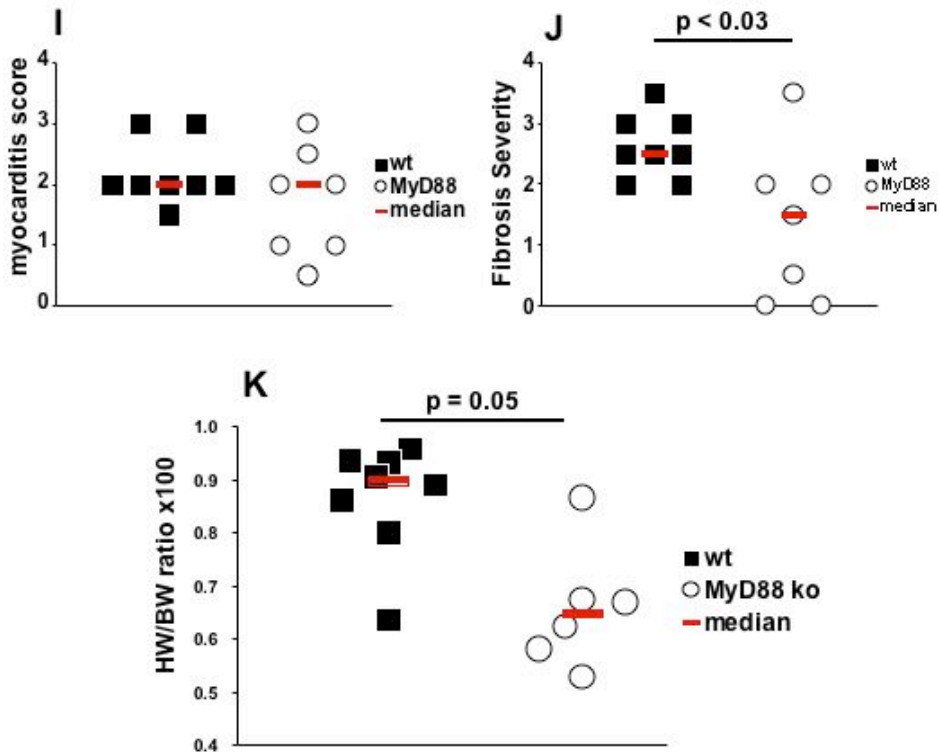 I
myocarditis score
4
3
2
1
0
wt
MyD88
median
J
p < 0.03
Fibrosis Severity
4
3
2
1
0
wt
MyD88
median
K
p = 0.05
HW/BW ratio x100
1.0
0.9
0.8
0.7
0.6
0.5
0.4
wt
MyD88 ko
median